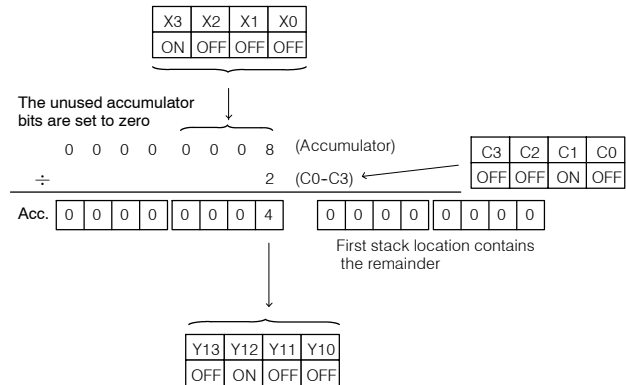 X3 X2 X1 X0
ON OFF OFF OFF
The unused accumulator
bits are set to zero
0 0 0 0 0 0 0 8 (Accumulator)
÷ 2 (C0-C3)
C3 C2 C1 C0
OFF OFF ON OFF
Acc. 0 0 0 0 0 0 0 4 0 0 0 0 0 0 0 0
First stack location contains
the remainder
Y13 Y12 Y11 Y10
OFF ON OFF OFF